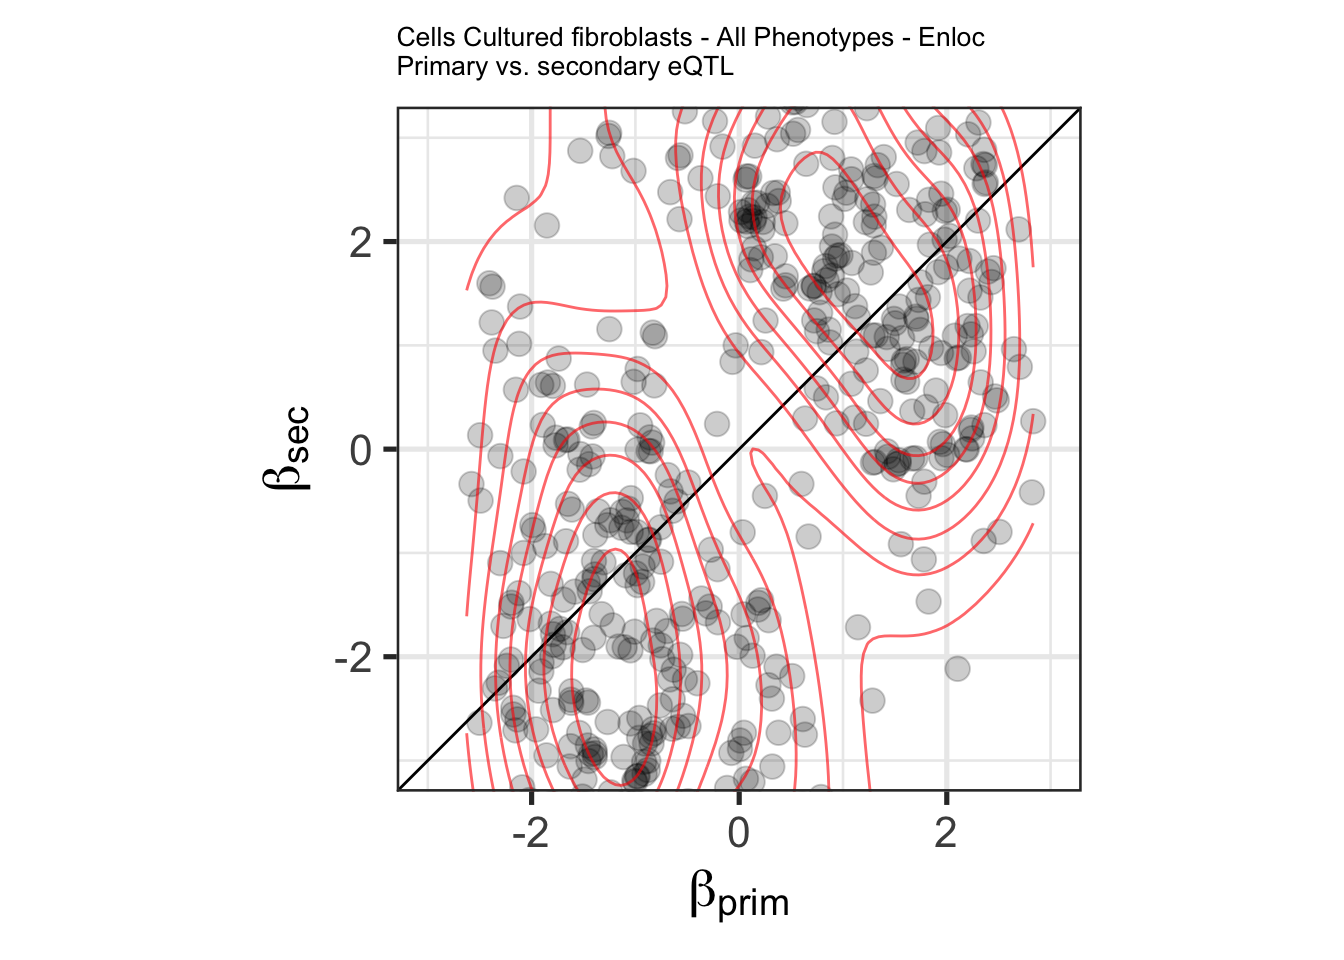 Cells Cultured fibroblasts - All Phenotypes - Enloc
Primary vs. secondary eQTL
2
0
-2
βsec
-2 0 2
βprim